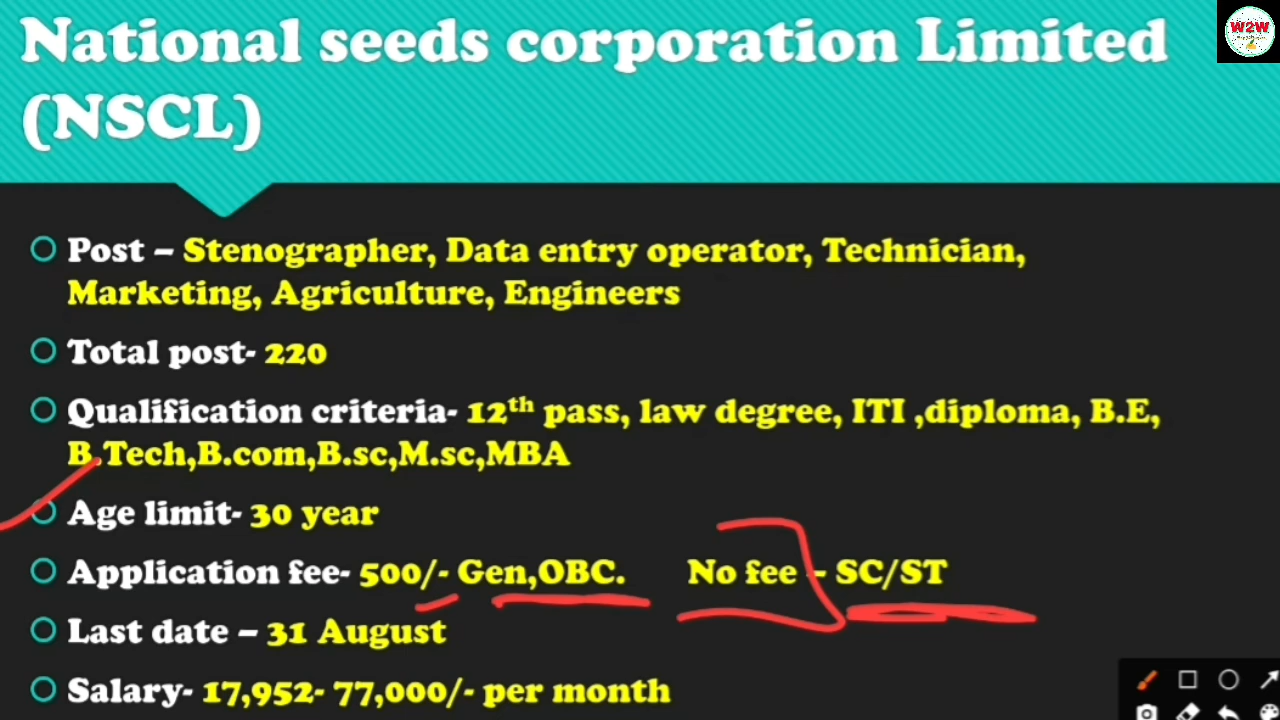 National seeds corporation Limited
(NSCL)
W2W
Post – Stenographer, Data entry operator, Technician,
Marketing, Agriculture, Engineers
Total post- 220
Qualification criteria- 12th pass, law degree, ITI ,diploma, B.E,
B.Tech,B.com,B.sc,M.sc,MBA
Age limit- 30 year
Application fee- 500/- Gen,OBC. No fee – SC/ST
Last date – 31 August
Salary- 17,952- 77,000/- per month